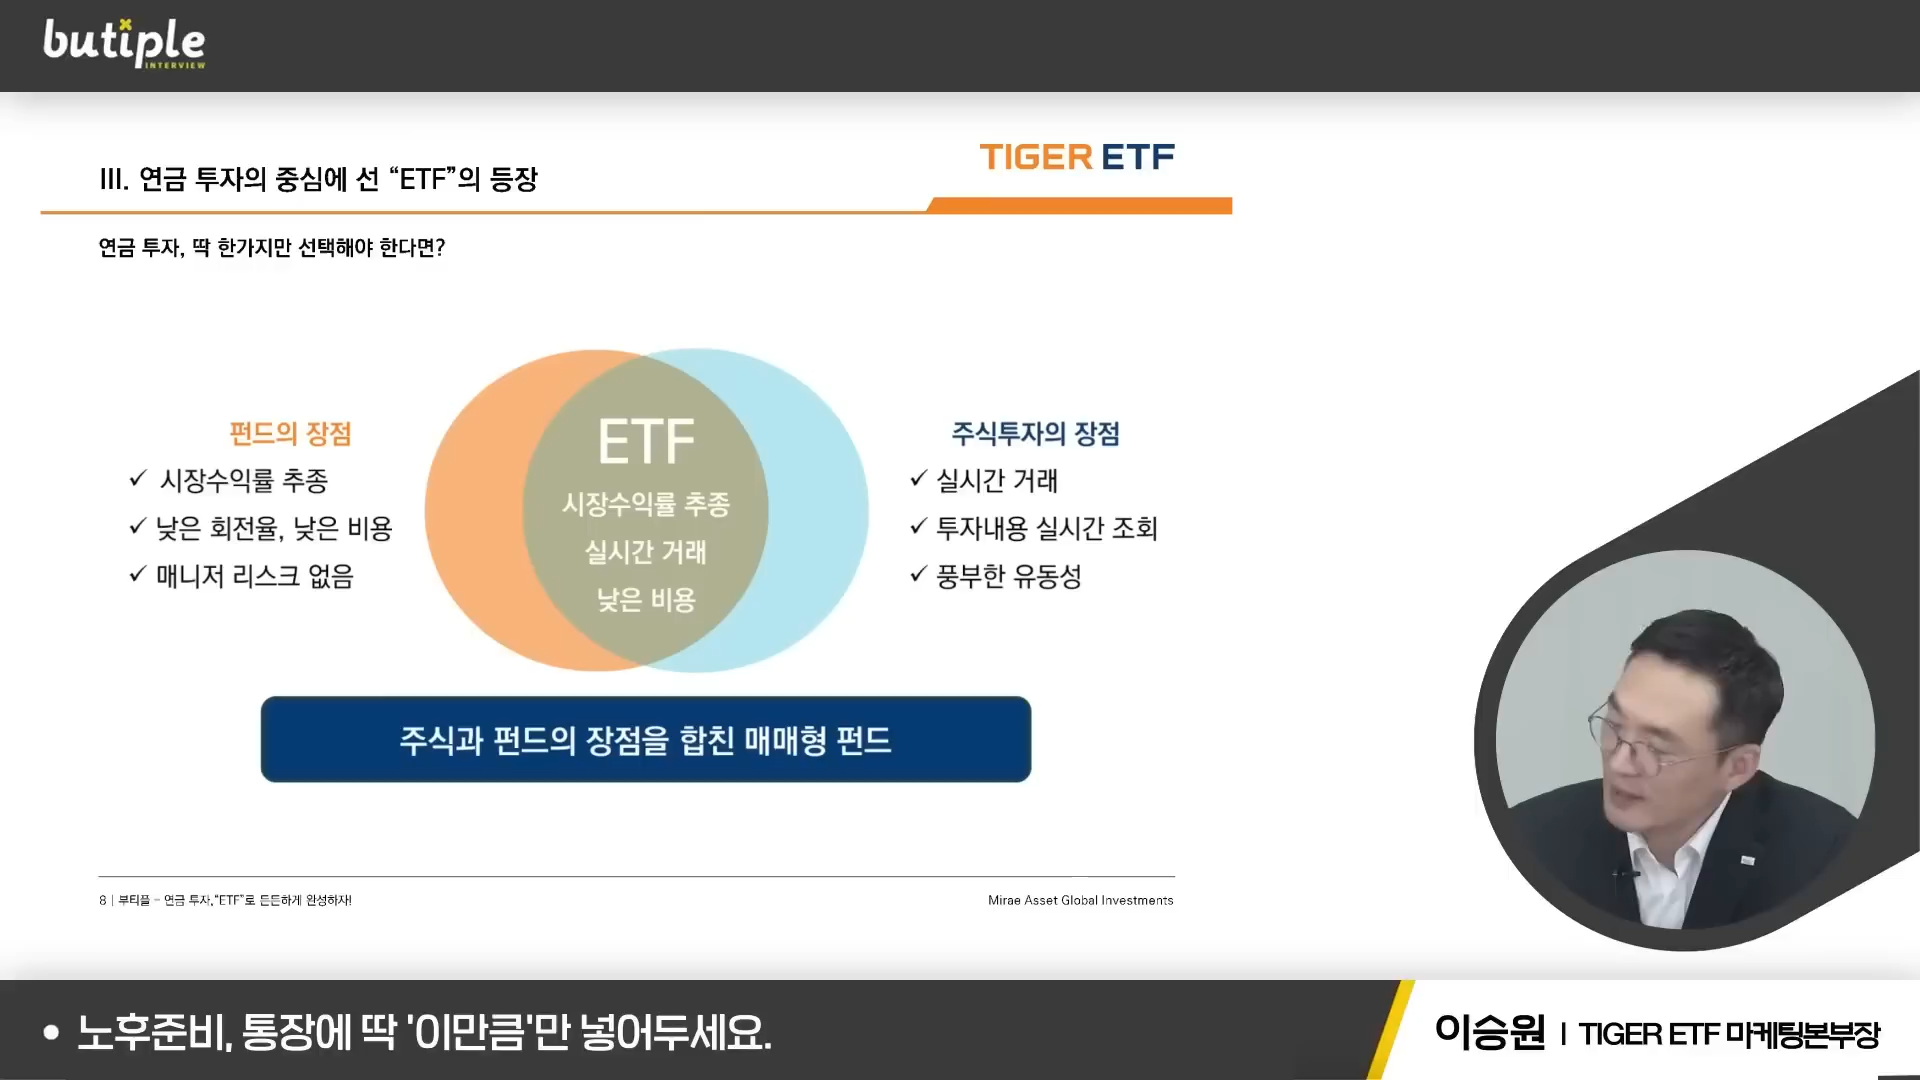 butiple
INTERVIEW
TIGER ETF
III. 연금 투자의 중심에 선 “ETF”의 등장
연금 투자, 딱 한가지만 선택해야 한다면?
펀드의 장점
✓ 시장수익률 추종
✓ 낮은 회전율, 낮은 비용
✓ 매니저 리스크 없음
ETF
시장수익률 추종
실시간 거래
낮은 비용
주식투자의 장점
✓ 실시간 거래
✓ 투자내용 실시간 조회
✓ 풍부한 유동성
주식과 펀드의 장점을 합친 매매형 펀드
8 | 부티플 - 연금 투자,“ETF”로 든든하게 완성하자!
Mirae Asset Global Investments
• 노후준비, 통장에 딱 '이만큼'만 넣어두세요.
이승원 | TIGER ETF 마케팅본부장